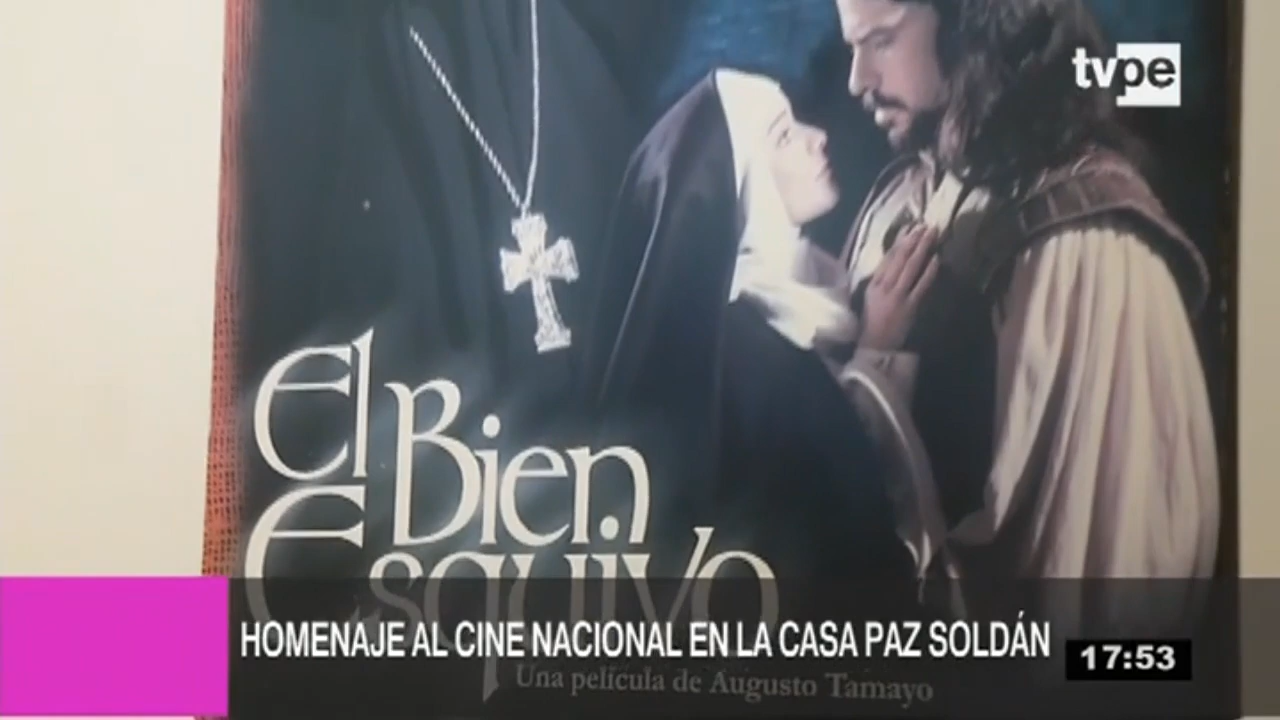 tvpe
El Bien
Esquivo
HOMENAJE AL CINE NACIONAL EN LA CASA PAZ SOLDÁN
17:53
Una película de Augusto Tamayo